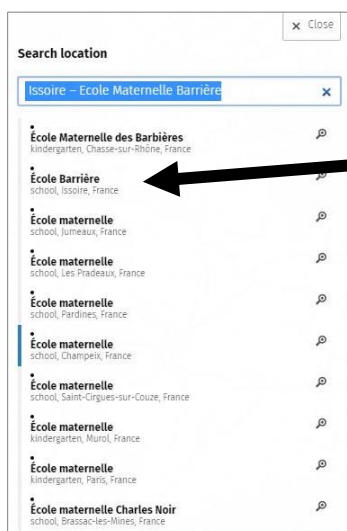 × Close
Search location
Issoire – Ecole Maternelle Barrière ×
École Maternelle des Barbières
kindergarten, Chasse-sur-Rhône, France
École Barrière
school, Issoire, France
École maternelle
school, Jumeaux, France
École maternelle
school, Les Pradeaux, France
École maternelle
school, Pardines, France
École maternelle
school, Champeix, France
École maternelle
school, Saint-Cirgues-sur-Couze, France
École maternelle
kindergarten, Murol, France
École maternelle
kindergarten, Paris, France
École maternelle Charles Noir
school, Brassac-les-Mines, France